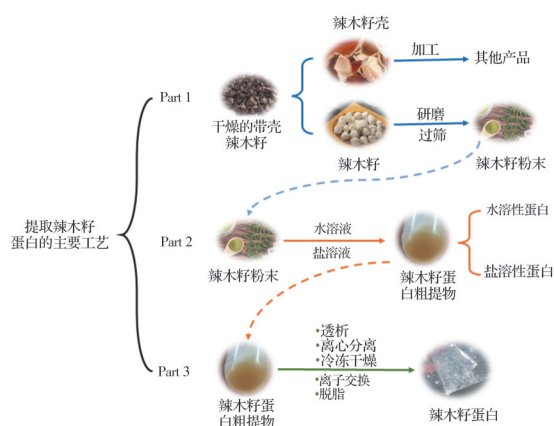 辣木籽壳
加工
其他产品
Part 1
干燥的带壳
辣木籽
研磨
过筛
辣木籽
辣木籽粉末
提取辣木籽
蛋白的主要工艺
Part 2
辣木籽粉末
水溶液
盐溶液
辣木籽蛋
白粗提物
水溶性蛋白
盐溶性蛋白
Part 3
辣木籽蛋
白粗提物
•透析
•离心分离
•冷冻干燥
•离子交换
•脱脂
辣木籽蛋白